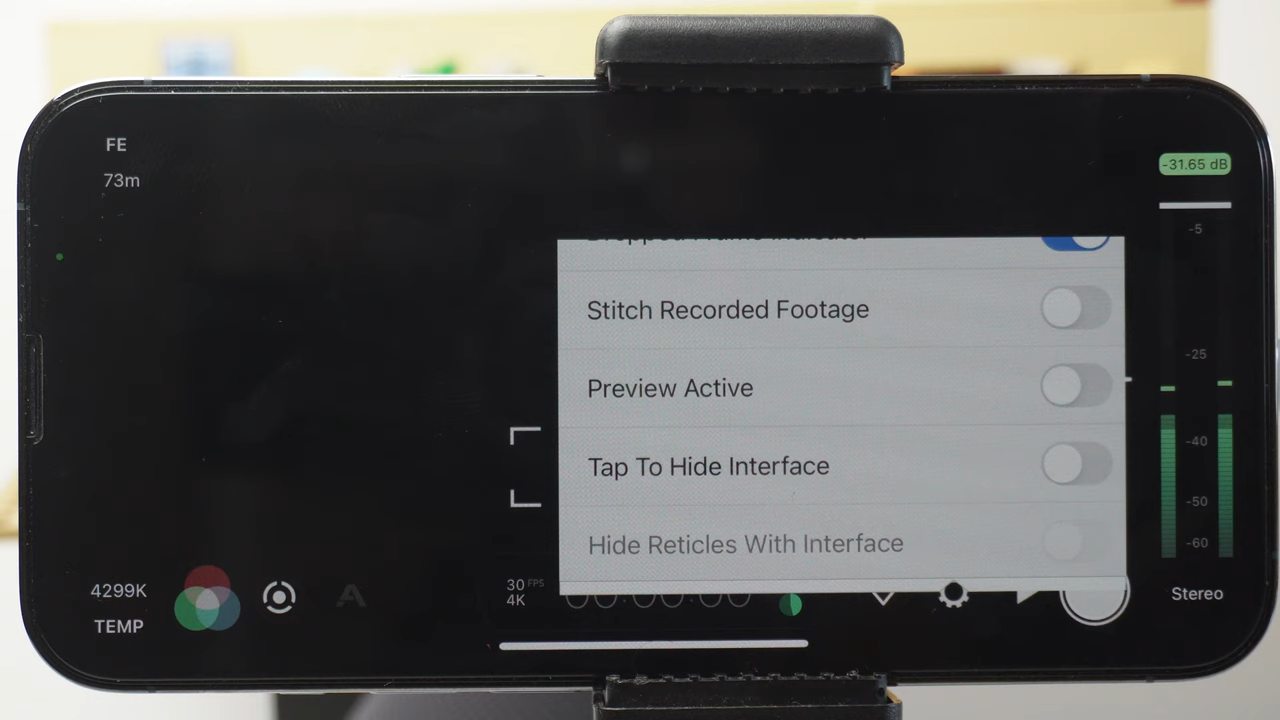 FE
73m
-31.65 dB
-5
Stitch Recorded Footage
-25
Preview Active
-40
Tap To Hide Interface
-50
Hide Reticles With Interface
-60
4299K
TEMP
A
30 FPS
4K
Stereo